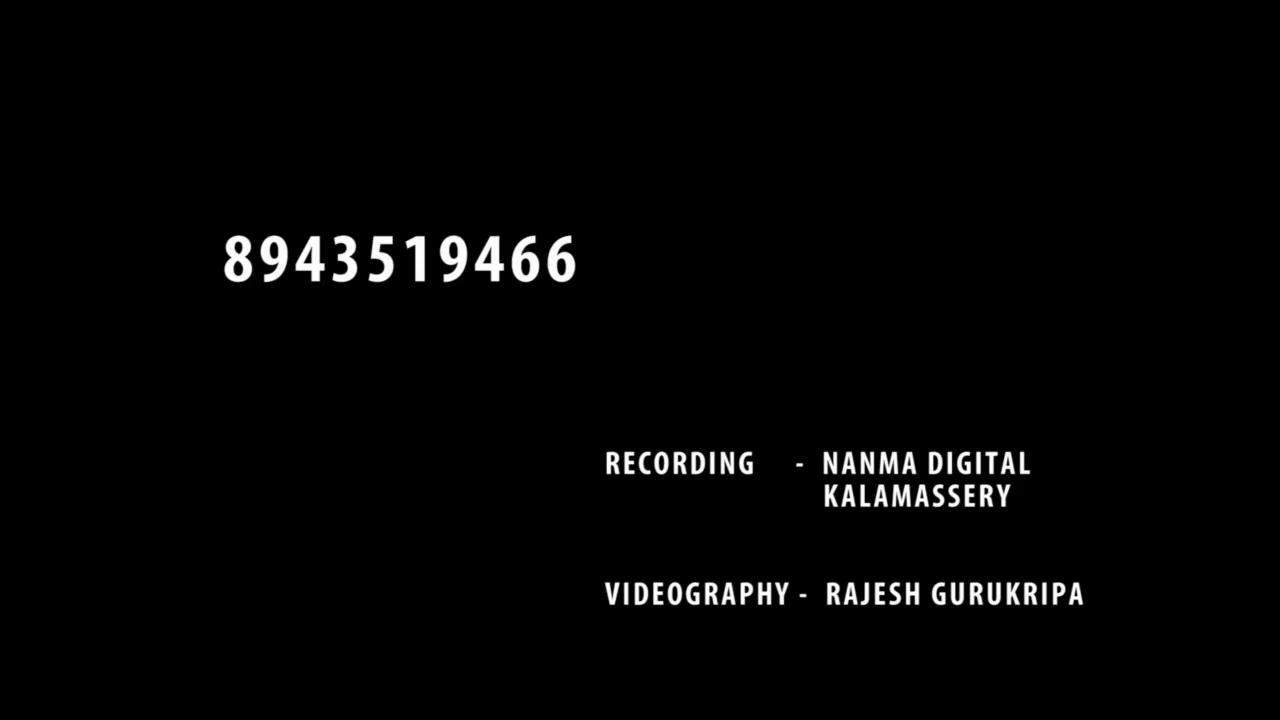 8943519466
RECORDING - NANMA DIGITAL
KALAMASSERY
VIDEOGRAPHY - RAJESH GURUKRIPA